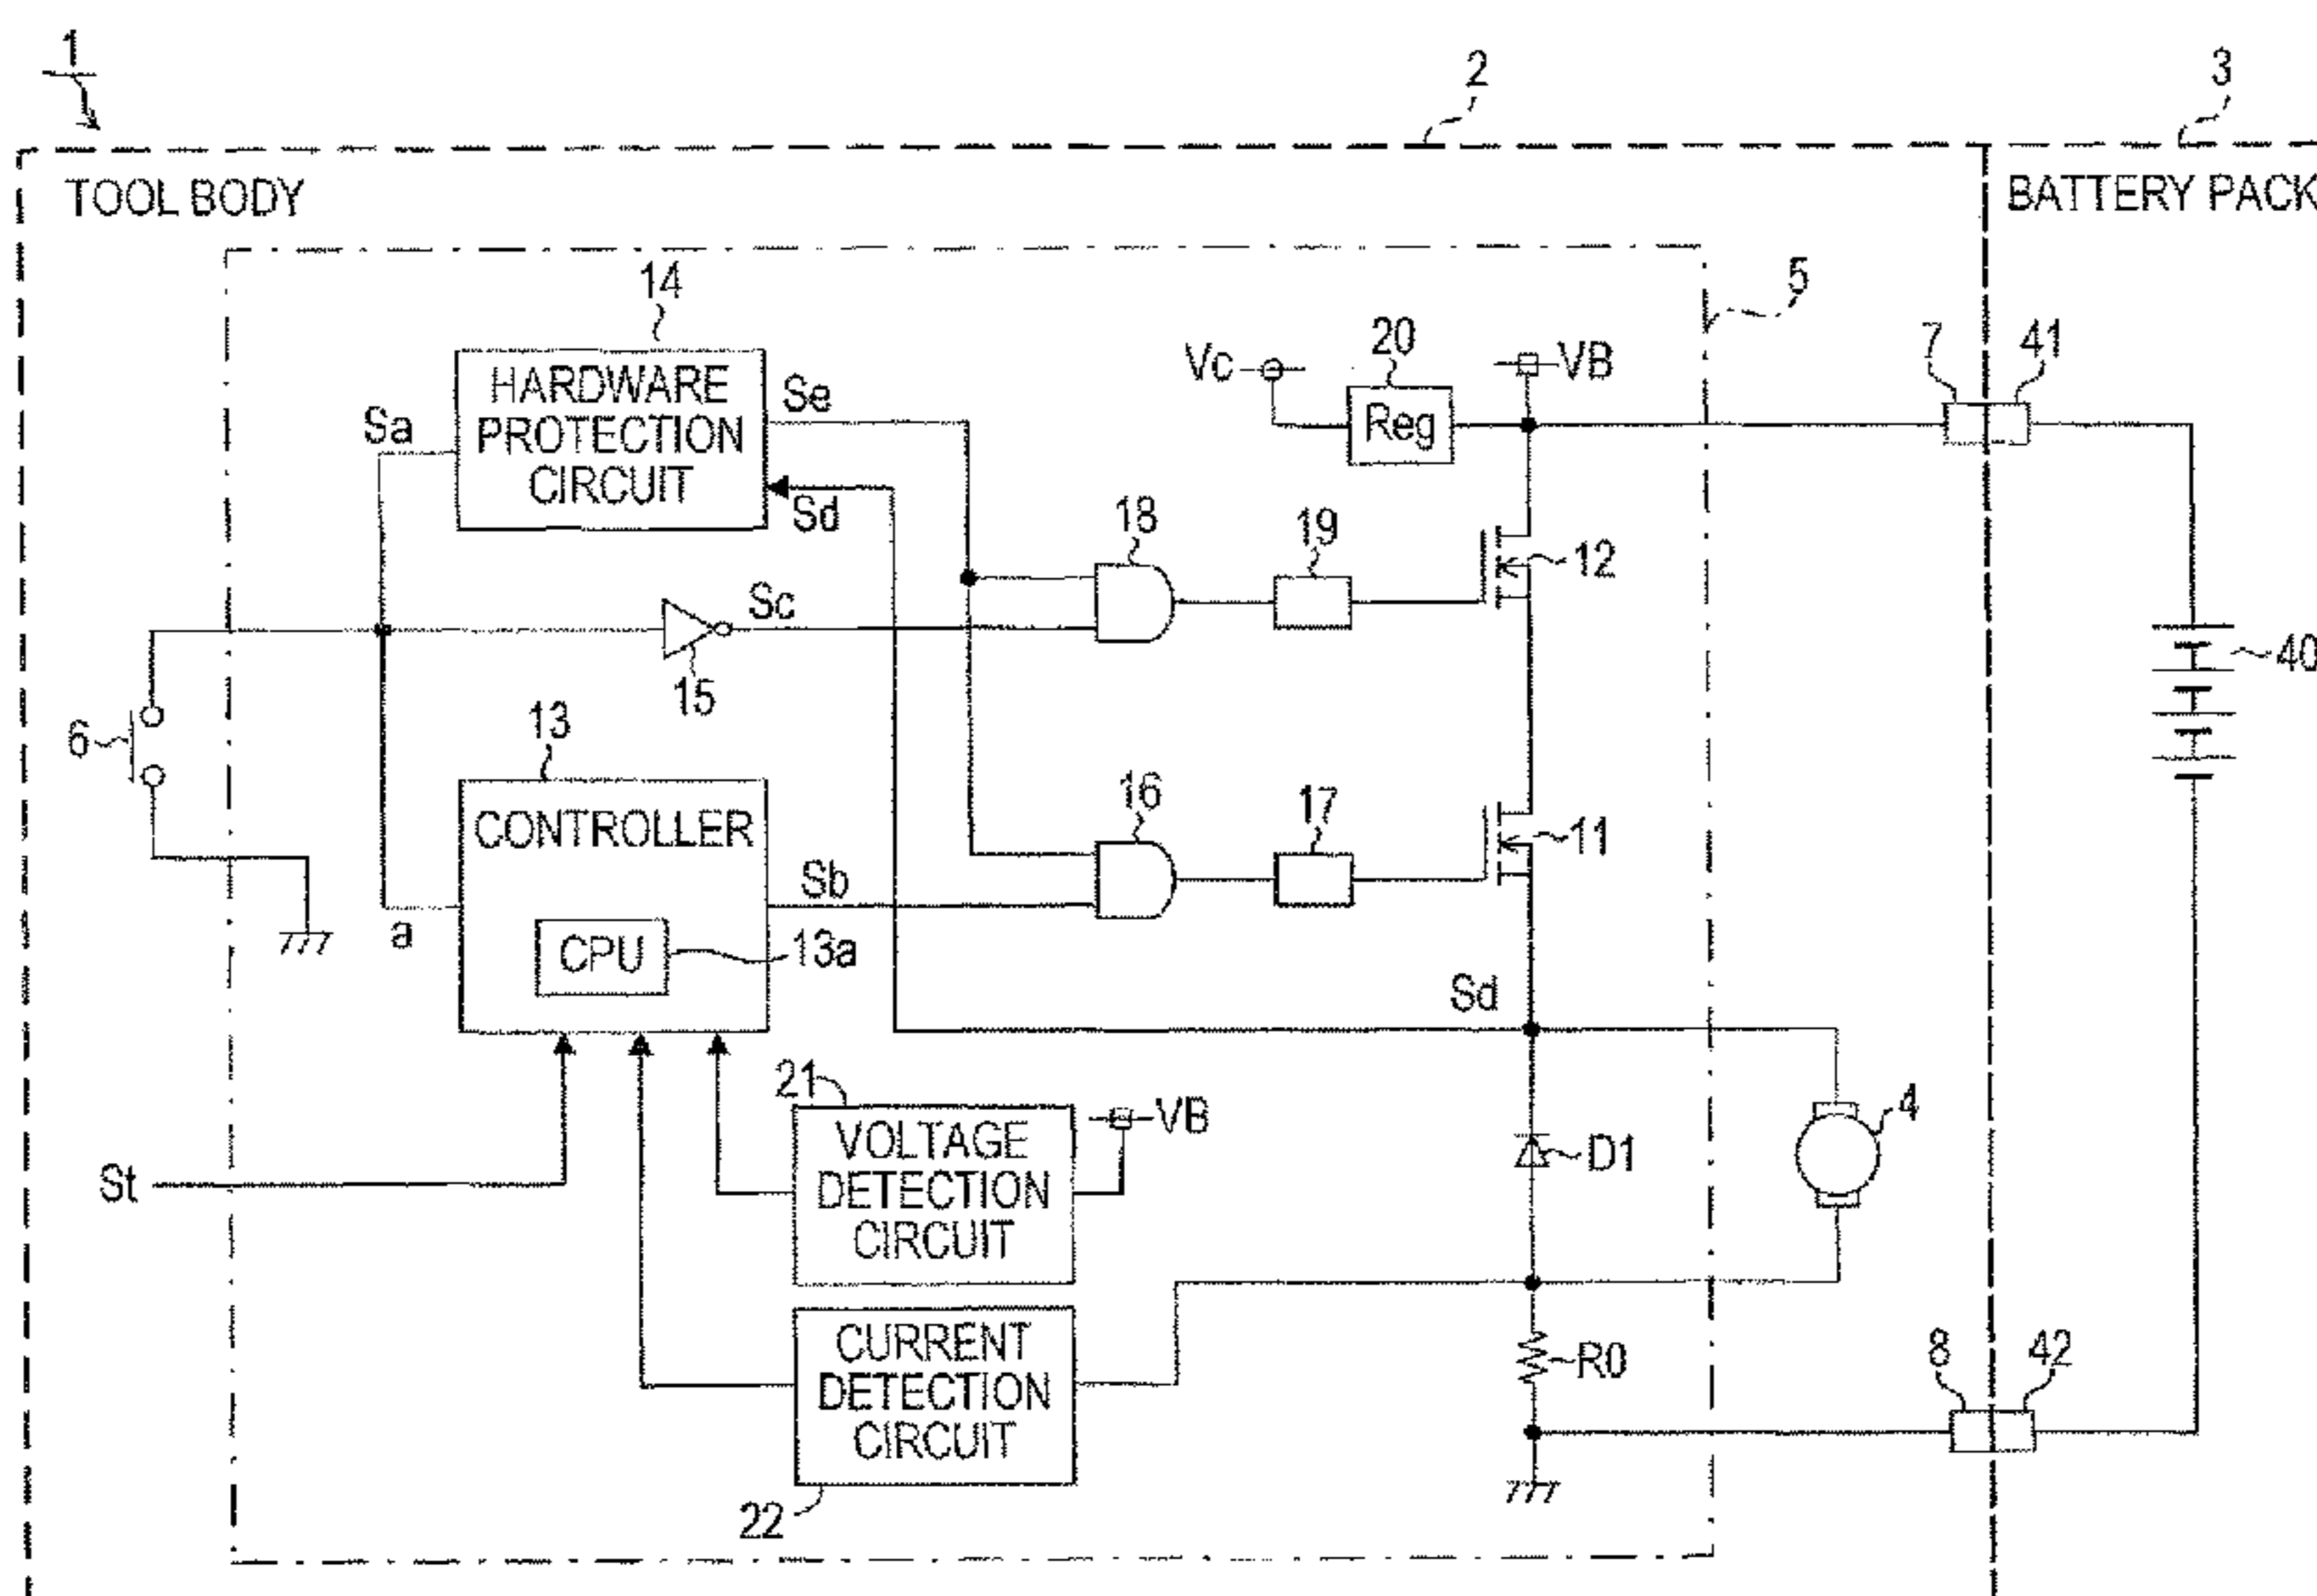 1
2
3
TOOL BODY
BATTERY PACK
14
5
HARDWARE
PROTECTION
CIRCUIT
Sa
Se
Sd
Vc
20
Reg
VB
7
41
18
19
12
Sc
15
40
6
13
CONTROLLER
CPU
13a
a
Sb
16
17
11
Sd
21
VOLTAGE
DETECTION
CIRCUIT
VB
St
D1
4
CURRENT
DETECTION
CIRCUIT
22
R0
8
42